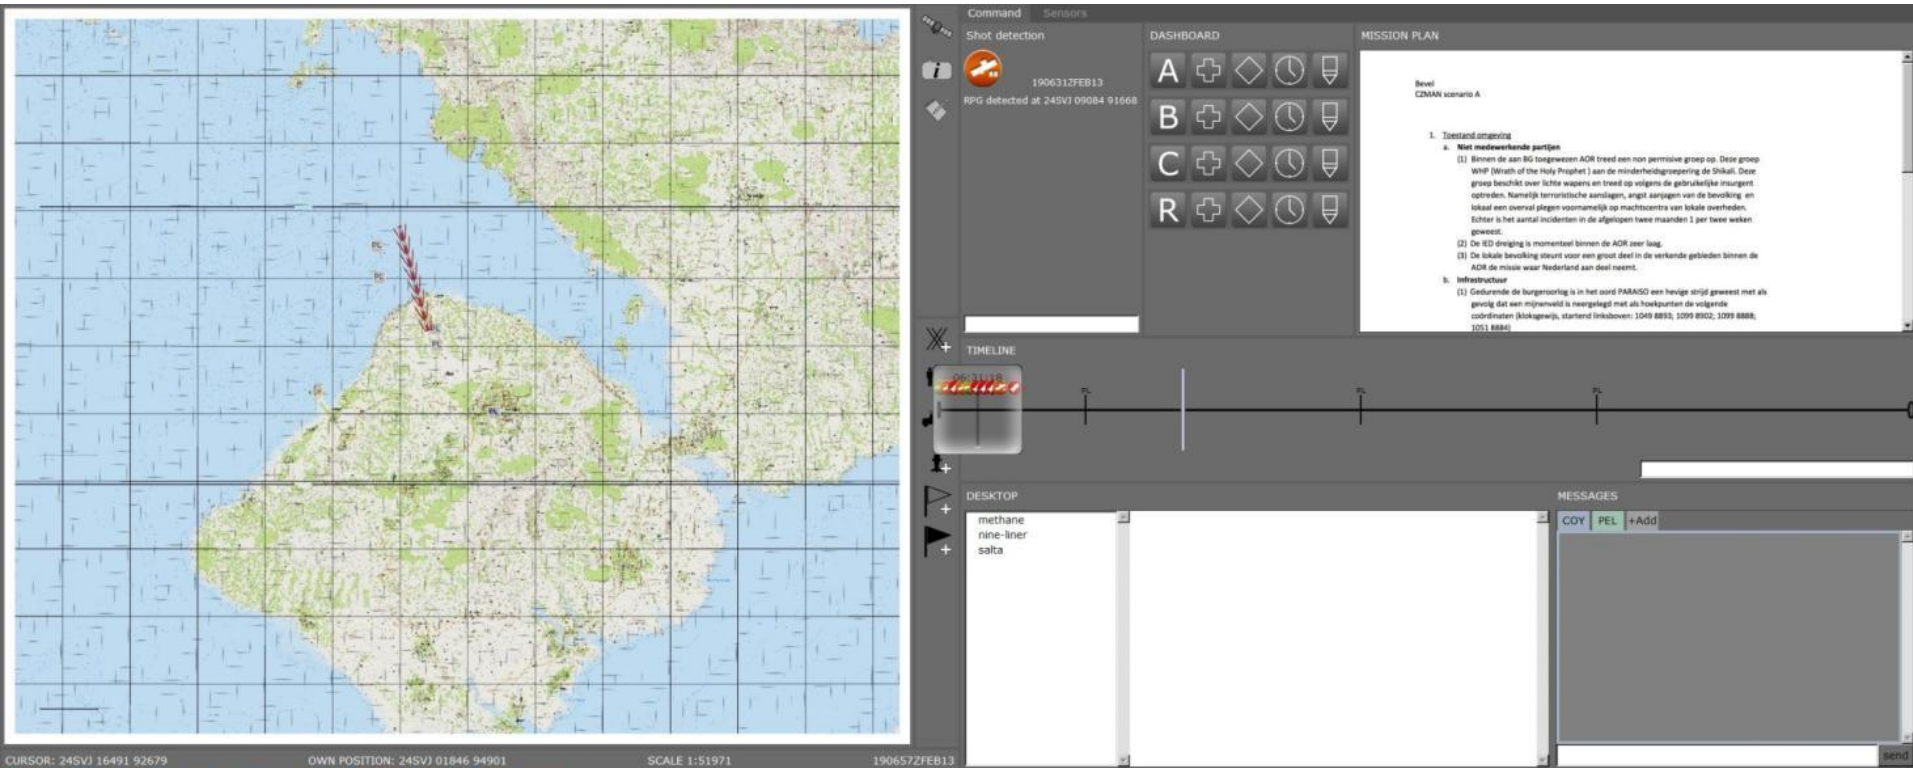 Command Sensors
Shot detection
190631ZFEB13
RPG detected at 24SVJ 09084 91668
DASHBOARD
A
B
C
R
MISSION PLAN
Bevel
CZMAN scenario A
1. Toestand omgeving
a. Niet medewerkende partijen
(1) Binnen de aan BG toegewezen AOR treed een non permisive groep op. Deze groep
WHP (Wrath of the Holy Prophet ) aan de minderheidsgroepering de Shikali. Deze
groep beschikt over lichte wapens en treed op volgens de gebruikelijke insurgent
optreden. Namelijk terroristische aanslagen, angst aanjagen van de bevolking en
lokaal een overval plegen voornamelijk op machtscentra van lokale overheden.
Echter is het aantal incidenten in de afgelopen twee maanden 1 per twee weken
geweest.
(2) De IED dreiging is momenteel binnen de AOR zeer laag.
(3) De lokale bevolking steunt voor een groot deel in de verkende gebieden binnen de
AOR de missie waar Nederland aan deel neemt.
b. Infrastructuur
(1) Gedurende de burgeroorlog is in het oord PARAISO een hevige strijd geweest met als
gevolg dat een mijnenveld is neergelegd met als hoekpunten de volgende
coördinaten (kloksgewijs, startend linksboven: 1049 8893; 1099 8902; 1099 8888;
1051 8884)
TIMELINE
06:31:18
PL
PL
PL
DESKTOP
methane
nine-liner
salta
MESSAGES
COY PEL +Add
send
PL
PL
PL
PL
PL
CURSOR: 24SVJ 16491 92679 OWN POSITION: 24SVJ 01846 94901 SCALE 1:51971 190657ZFEB13